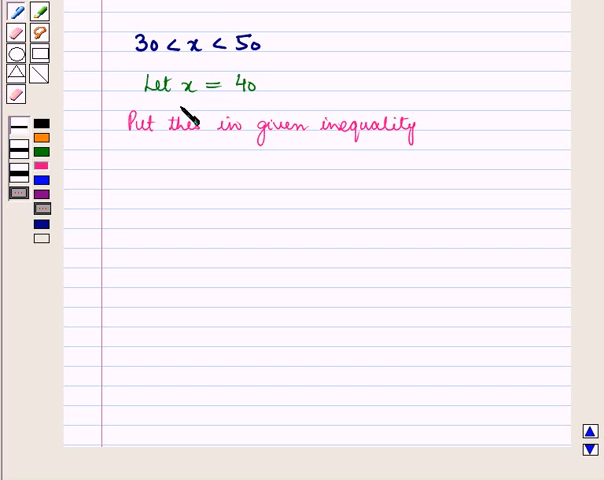 30 < x < 50
Let x = 40
Put this in given inequality